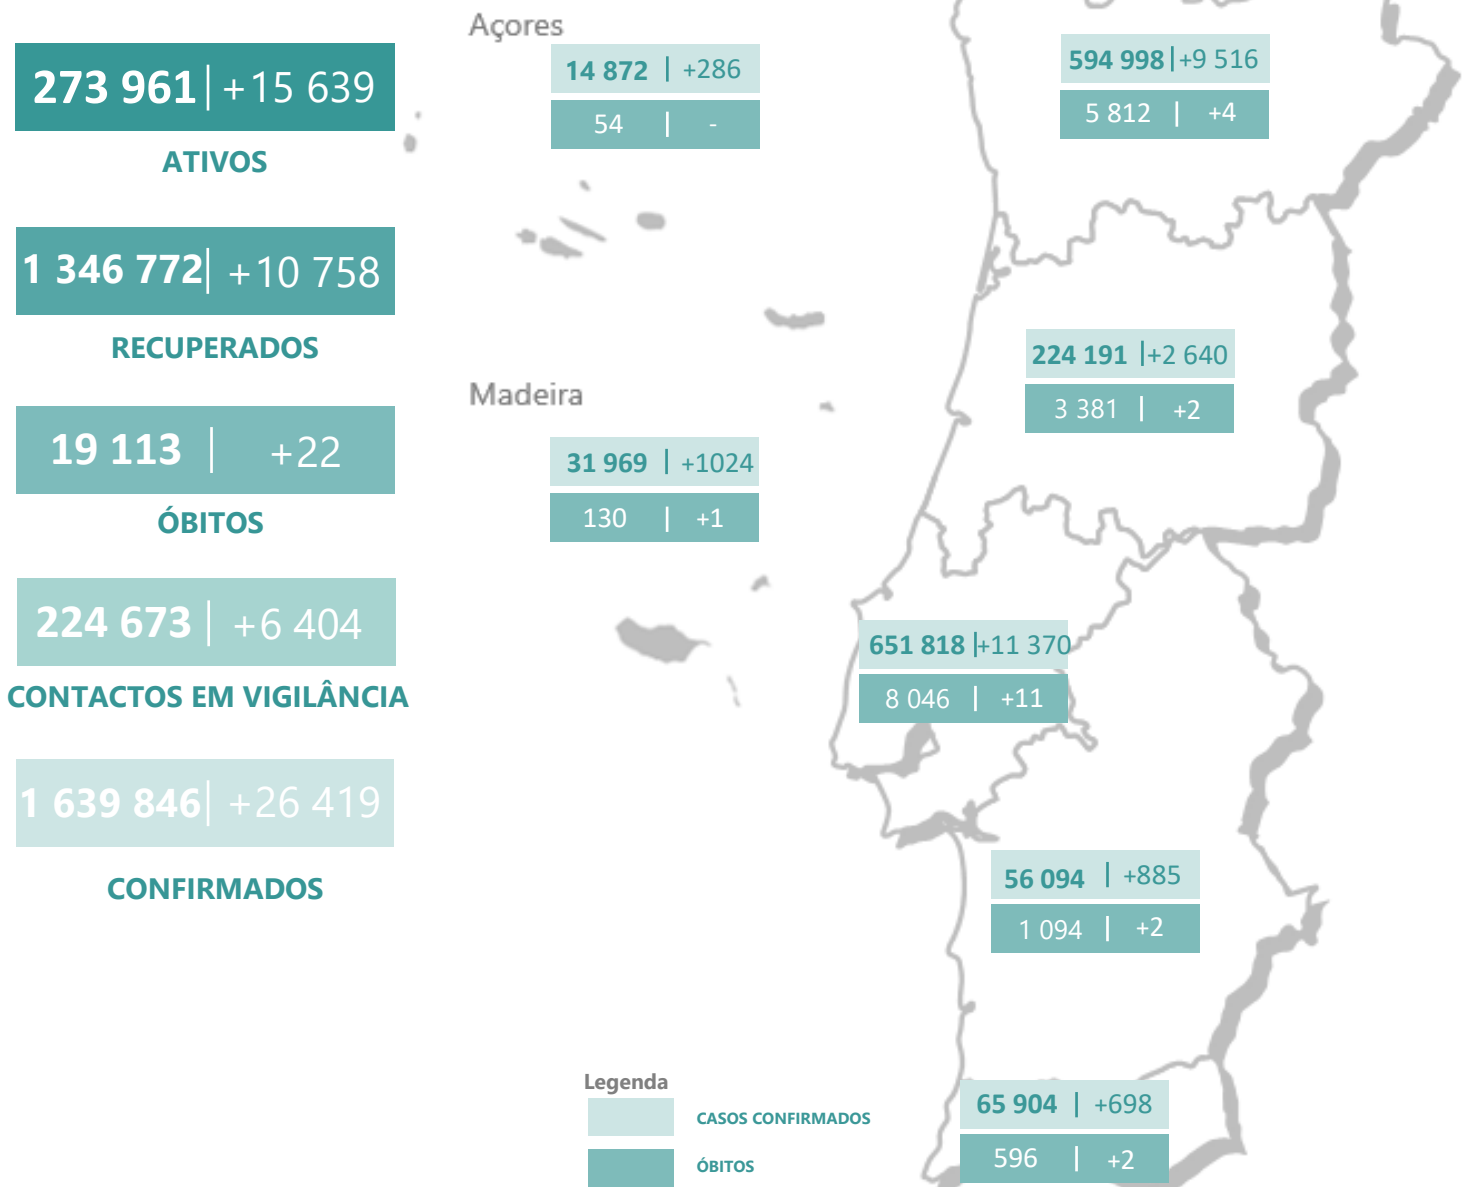 273 961 | +15 639
ATIVOS
1 346 772 | +10 758
RECUPERADOS
19 113 | +22
ÓBITOS
224 673 | +6 404
CONTACTOS EM VIGILÂNCIA
1 639 846 | +26 419
CONFIRMADOS
Açores
14 872 | +286
54 | -
Madeira
31 969 | +1024
130 | +1
594 998 | +9 516
5 812 | +4
224 191 | +2 640
3 381 | +2
651 818 | +11 370
8 046 | +11
56 094 | +885
1 094 | +2
65 904 | +698
596 | +2
Legenda
CASOS CONFIRMADOS
ÓBITOS